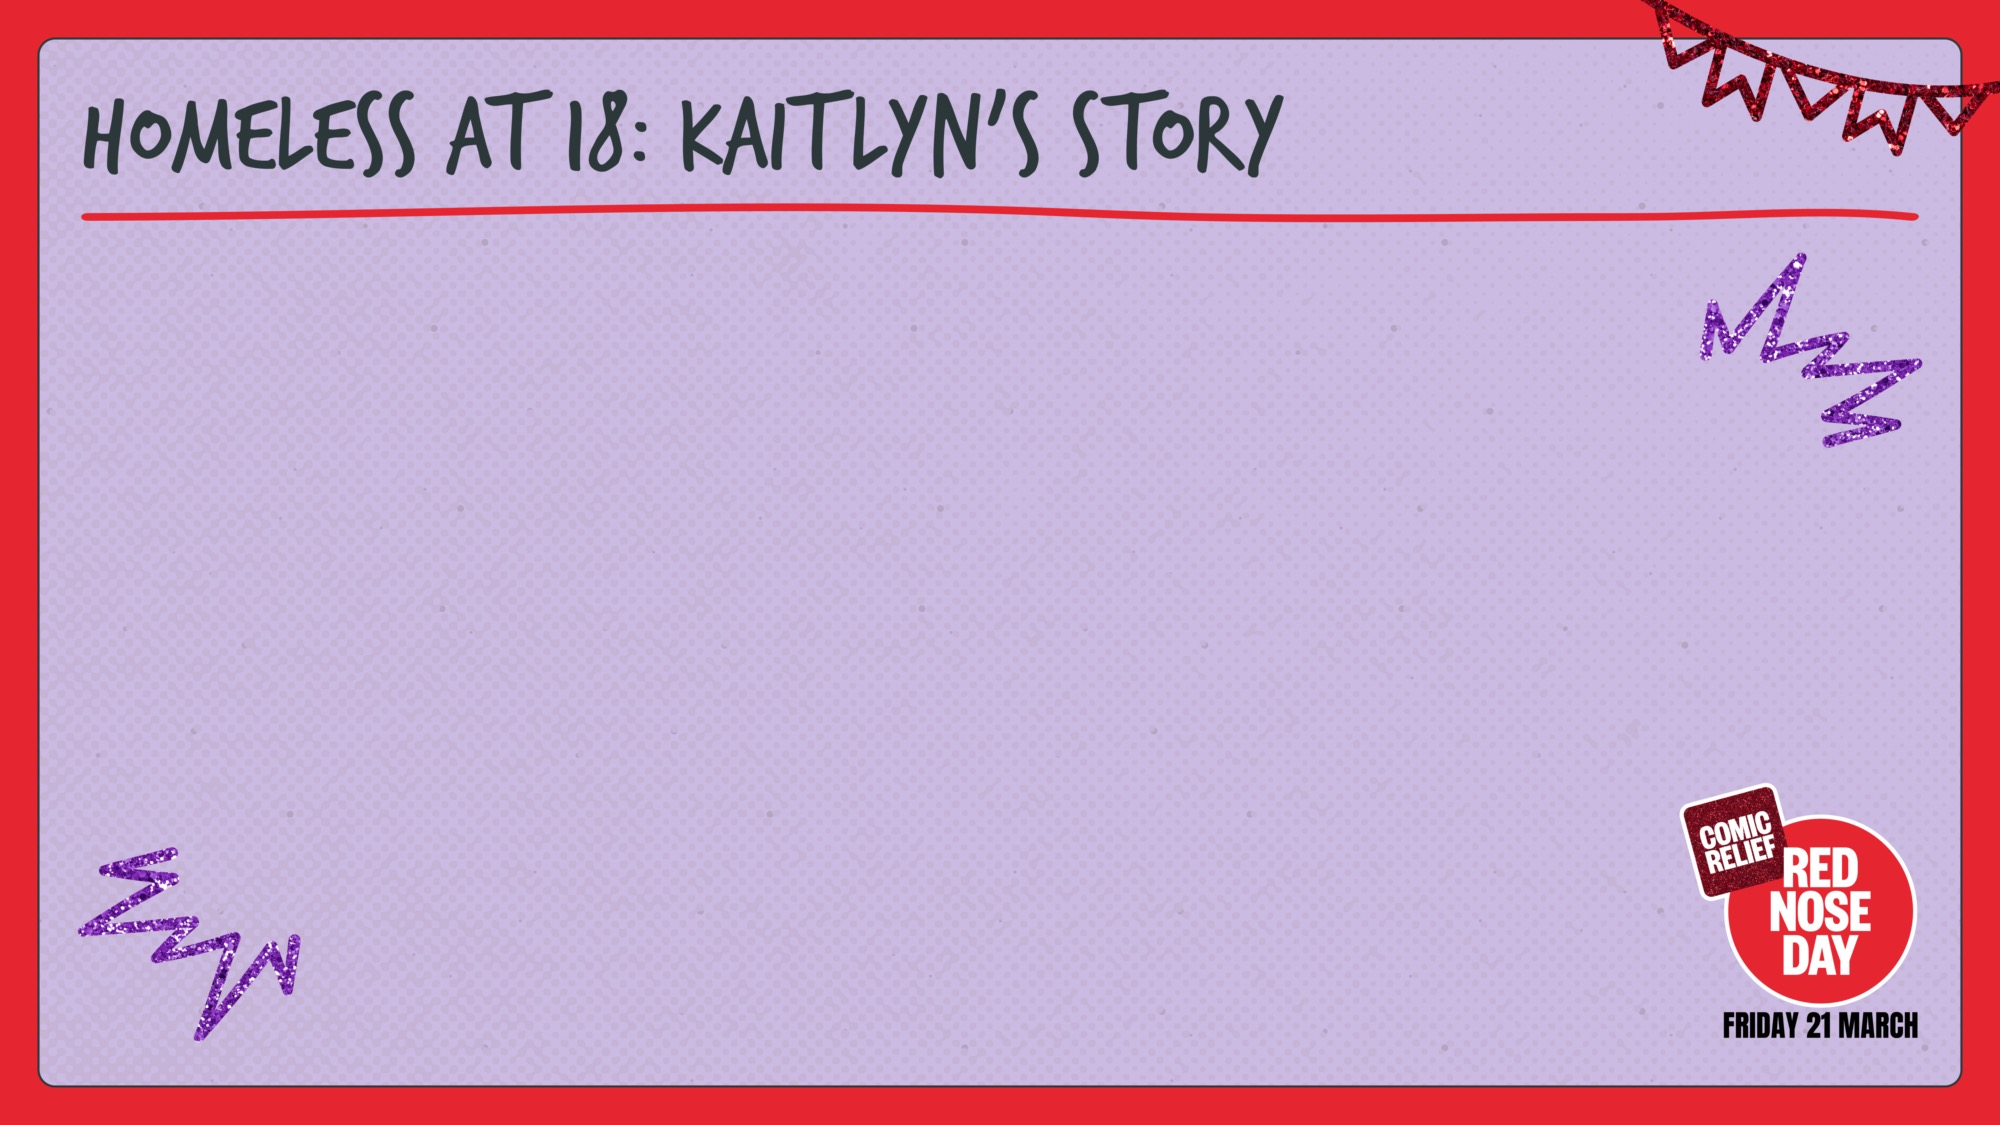 HOMELESS AT 18: KAITLYN'S STORY
COMIC
RELIEF
RED
NOSE
DAY
FRIDAY 21 MARCH